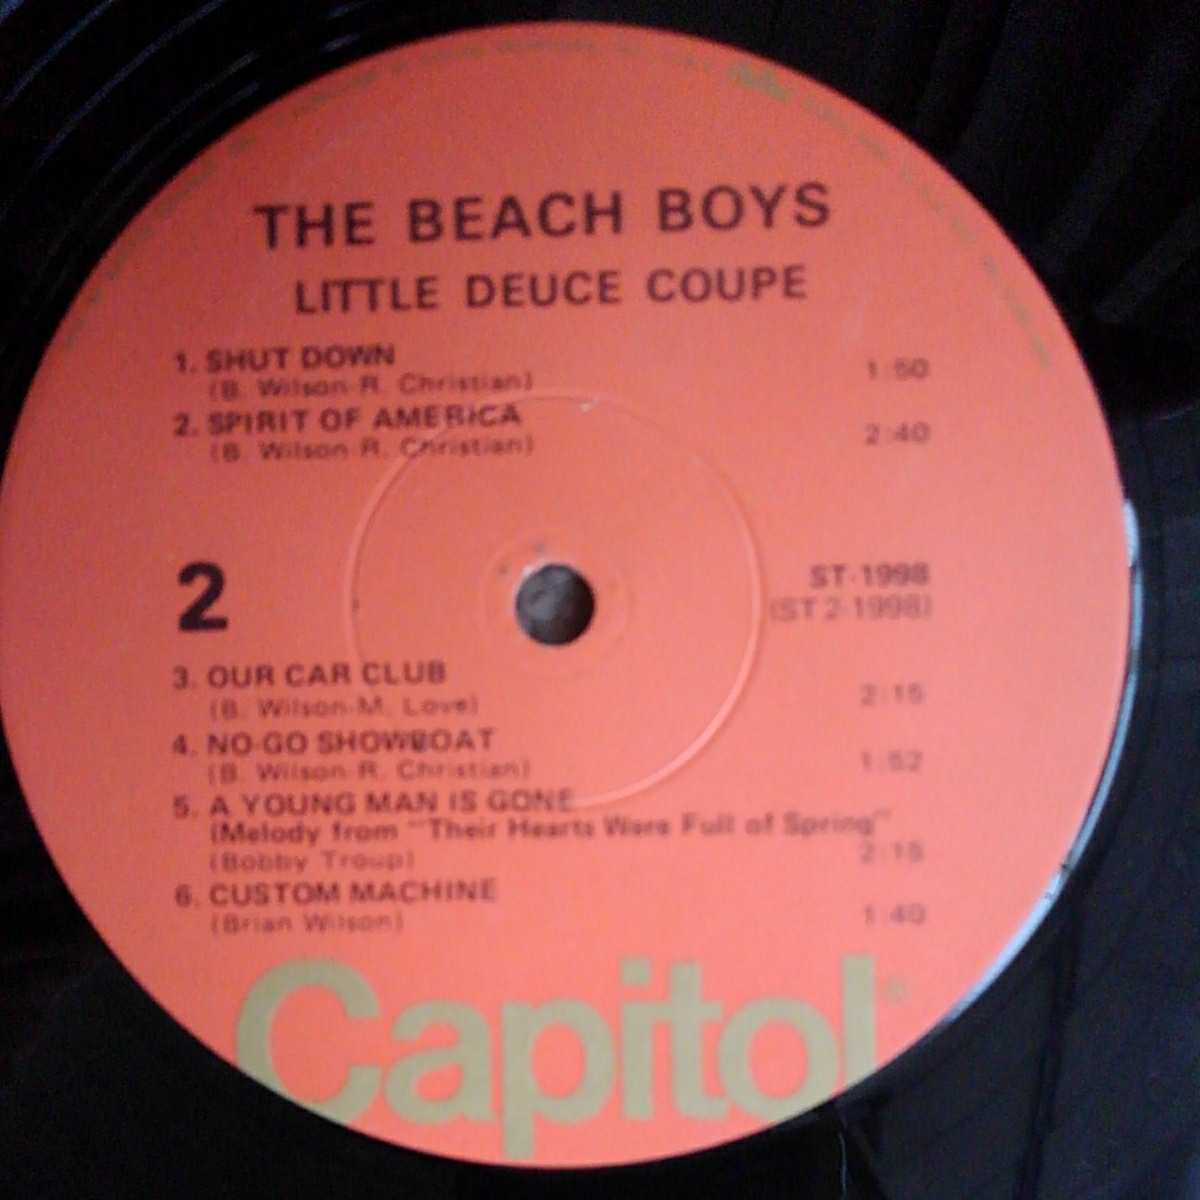 THE BEACH BOYS
LITTLE DEUCE COUPE
1. SHUT DOWN
(B. Wilson-R. Christian) 1:50
2. SPIRIT OF AMERICA
(B. Wilson-R. Christian) 2:40
2
ST-1998
(ST 2-1998)
3. OUR CAR CLUB
(B. Wilson-M. Love) 2:15
4. NO-GO SHOWBOAT
(B. Wilson-R. Christian) 1:52
5. A YOUNG MAN IS GONE
(Melody from "Their Hearts Were Full of Spring"
(Bobby Troup) 2:15
6. CUSTOM MACHINE
(Brian Wilson) 1:40
Capitol®